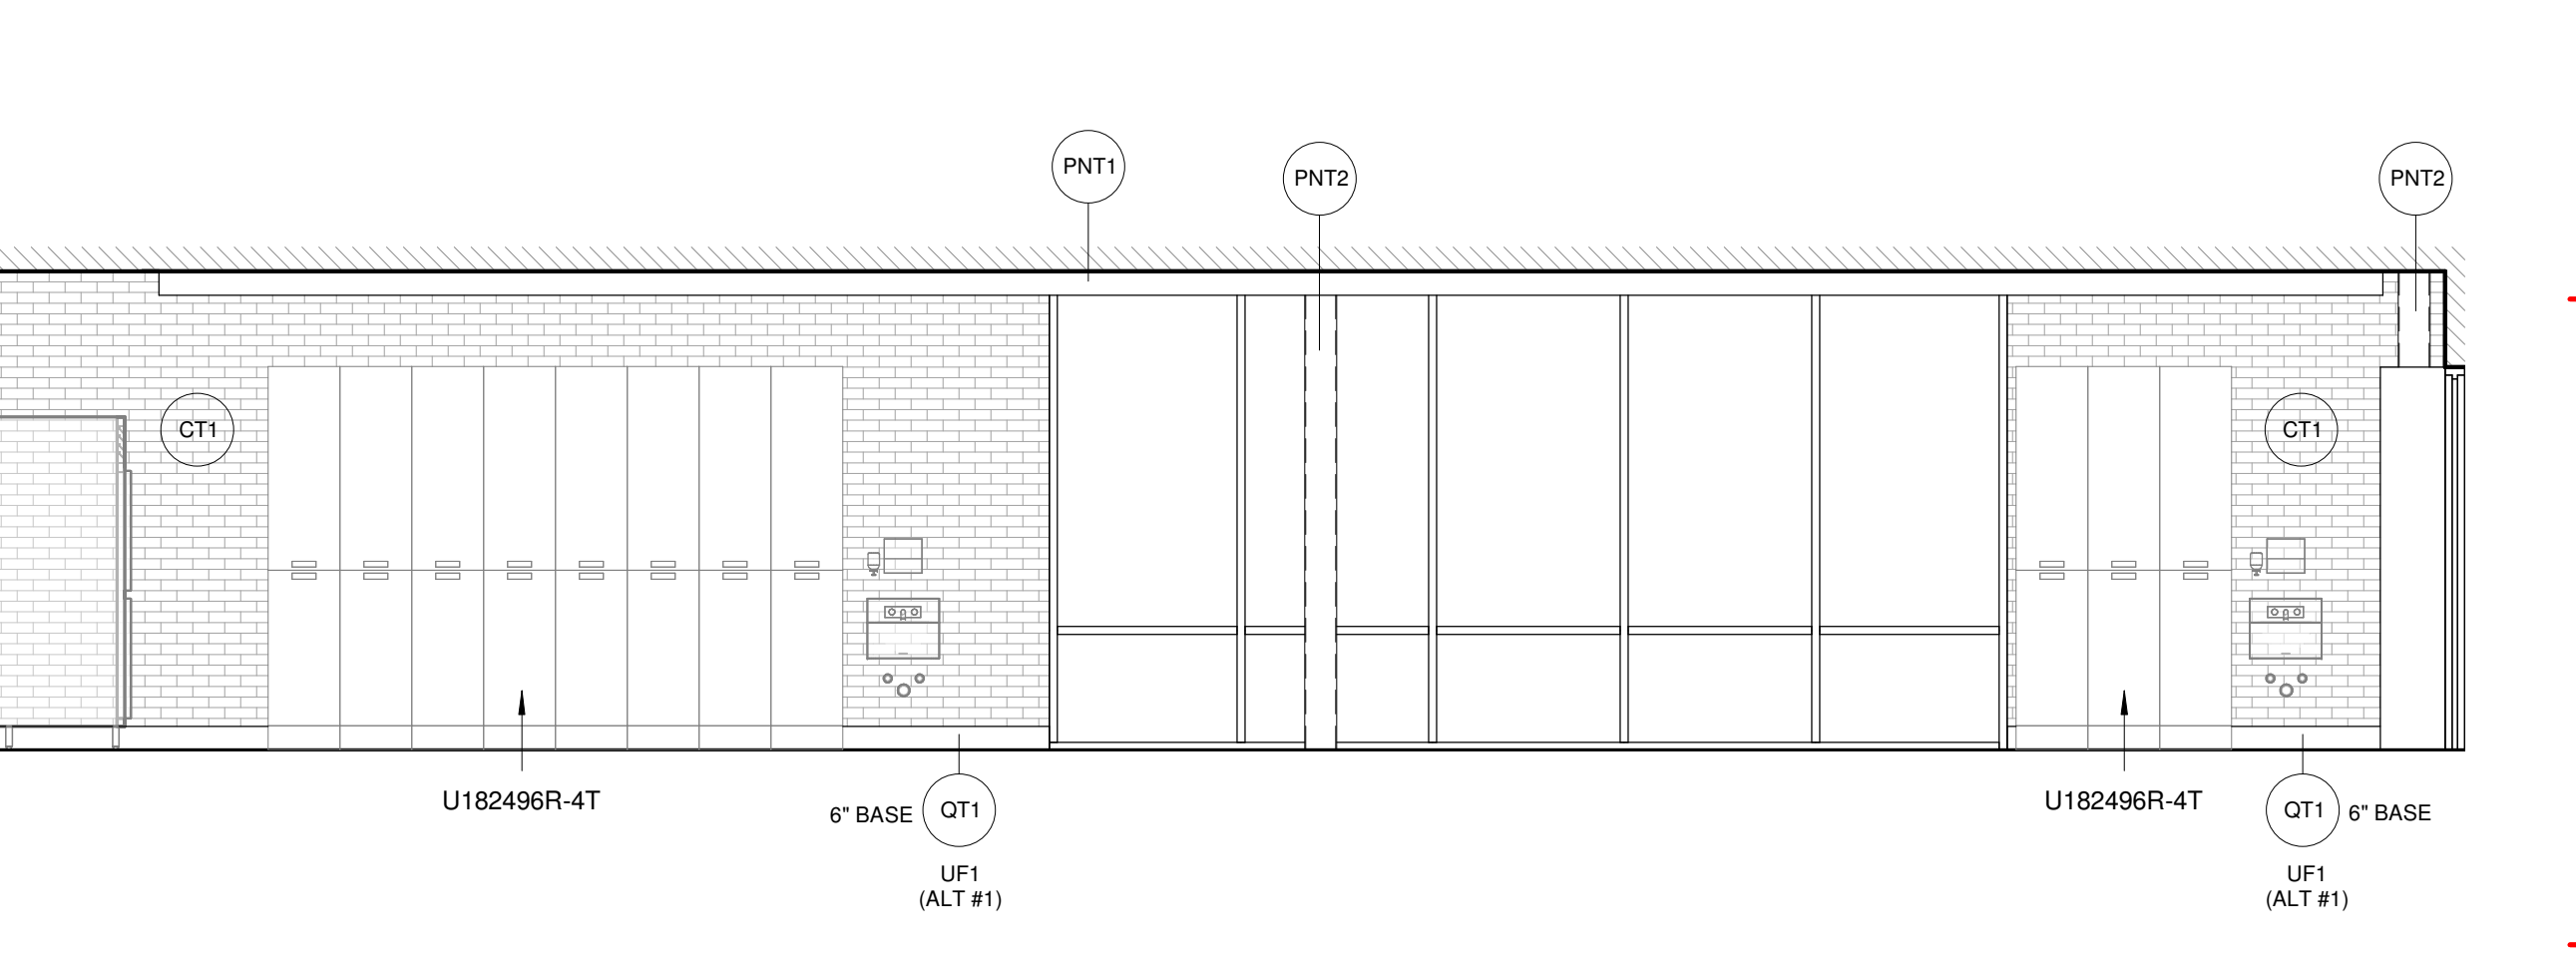 PNT1
PNT2
PNT2
CT1
CT1
U182496R-4T
6" BASE
QT1
UF1
(ALT #1)
U182496R-4T
QT1
6" BASE
UF1
(ALT #1)